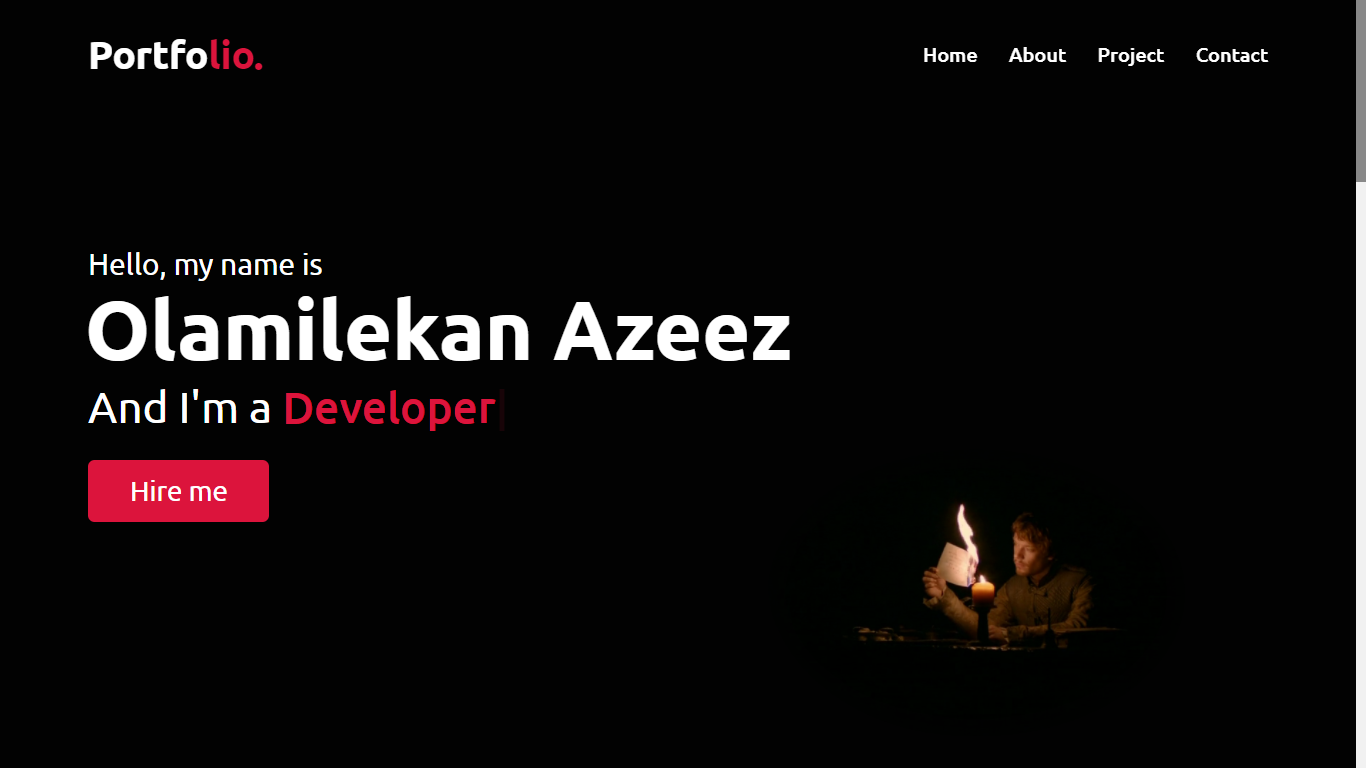 Portfolio.
Home About Project Contact
Hello, my name is
Olamilekan Azeez
And I'm a Developer
Hire me